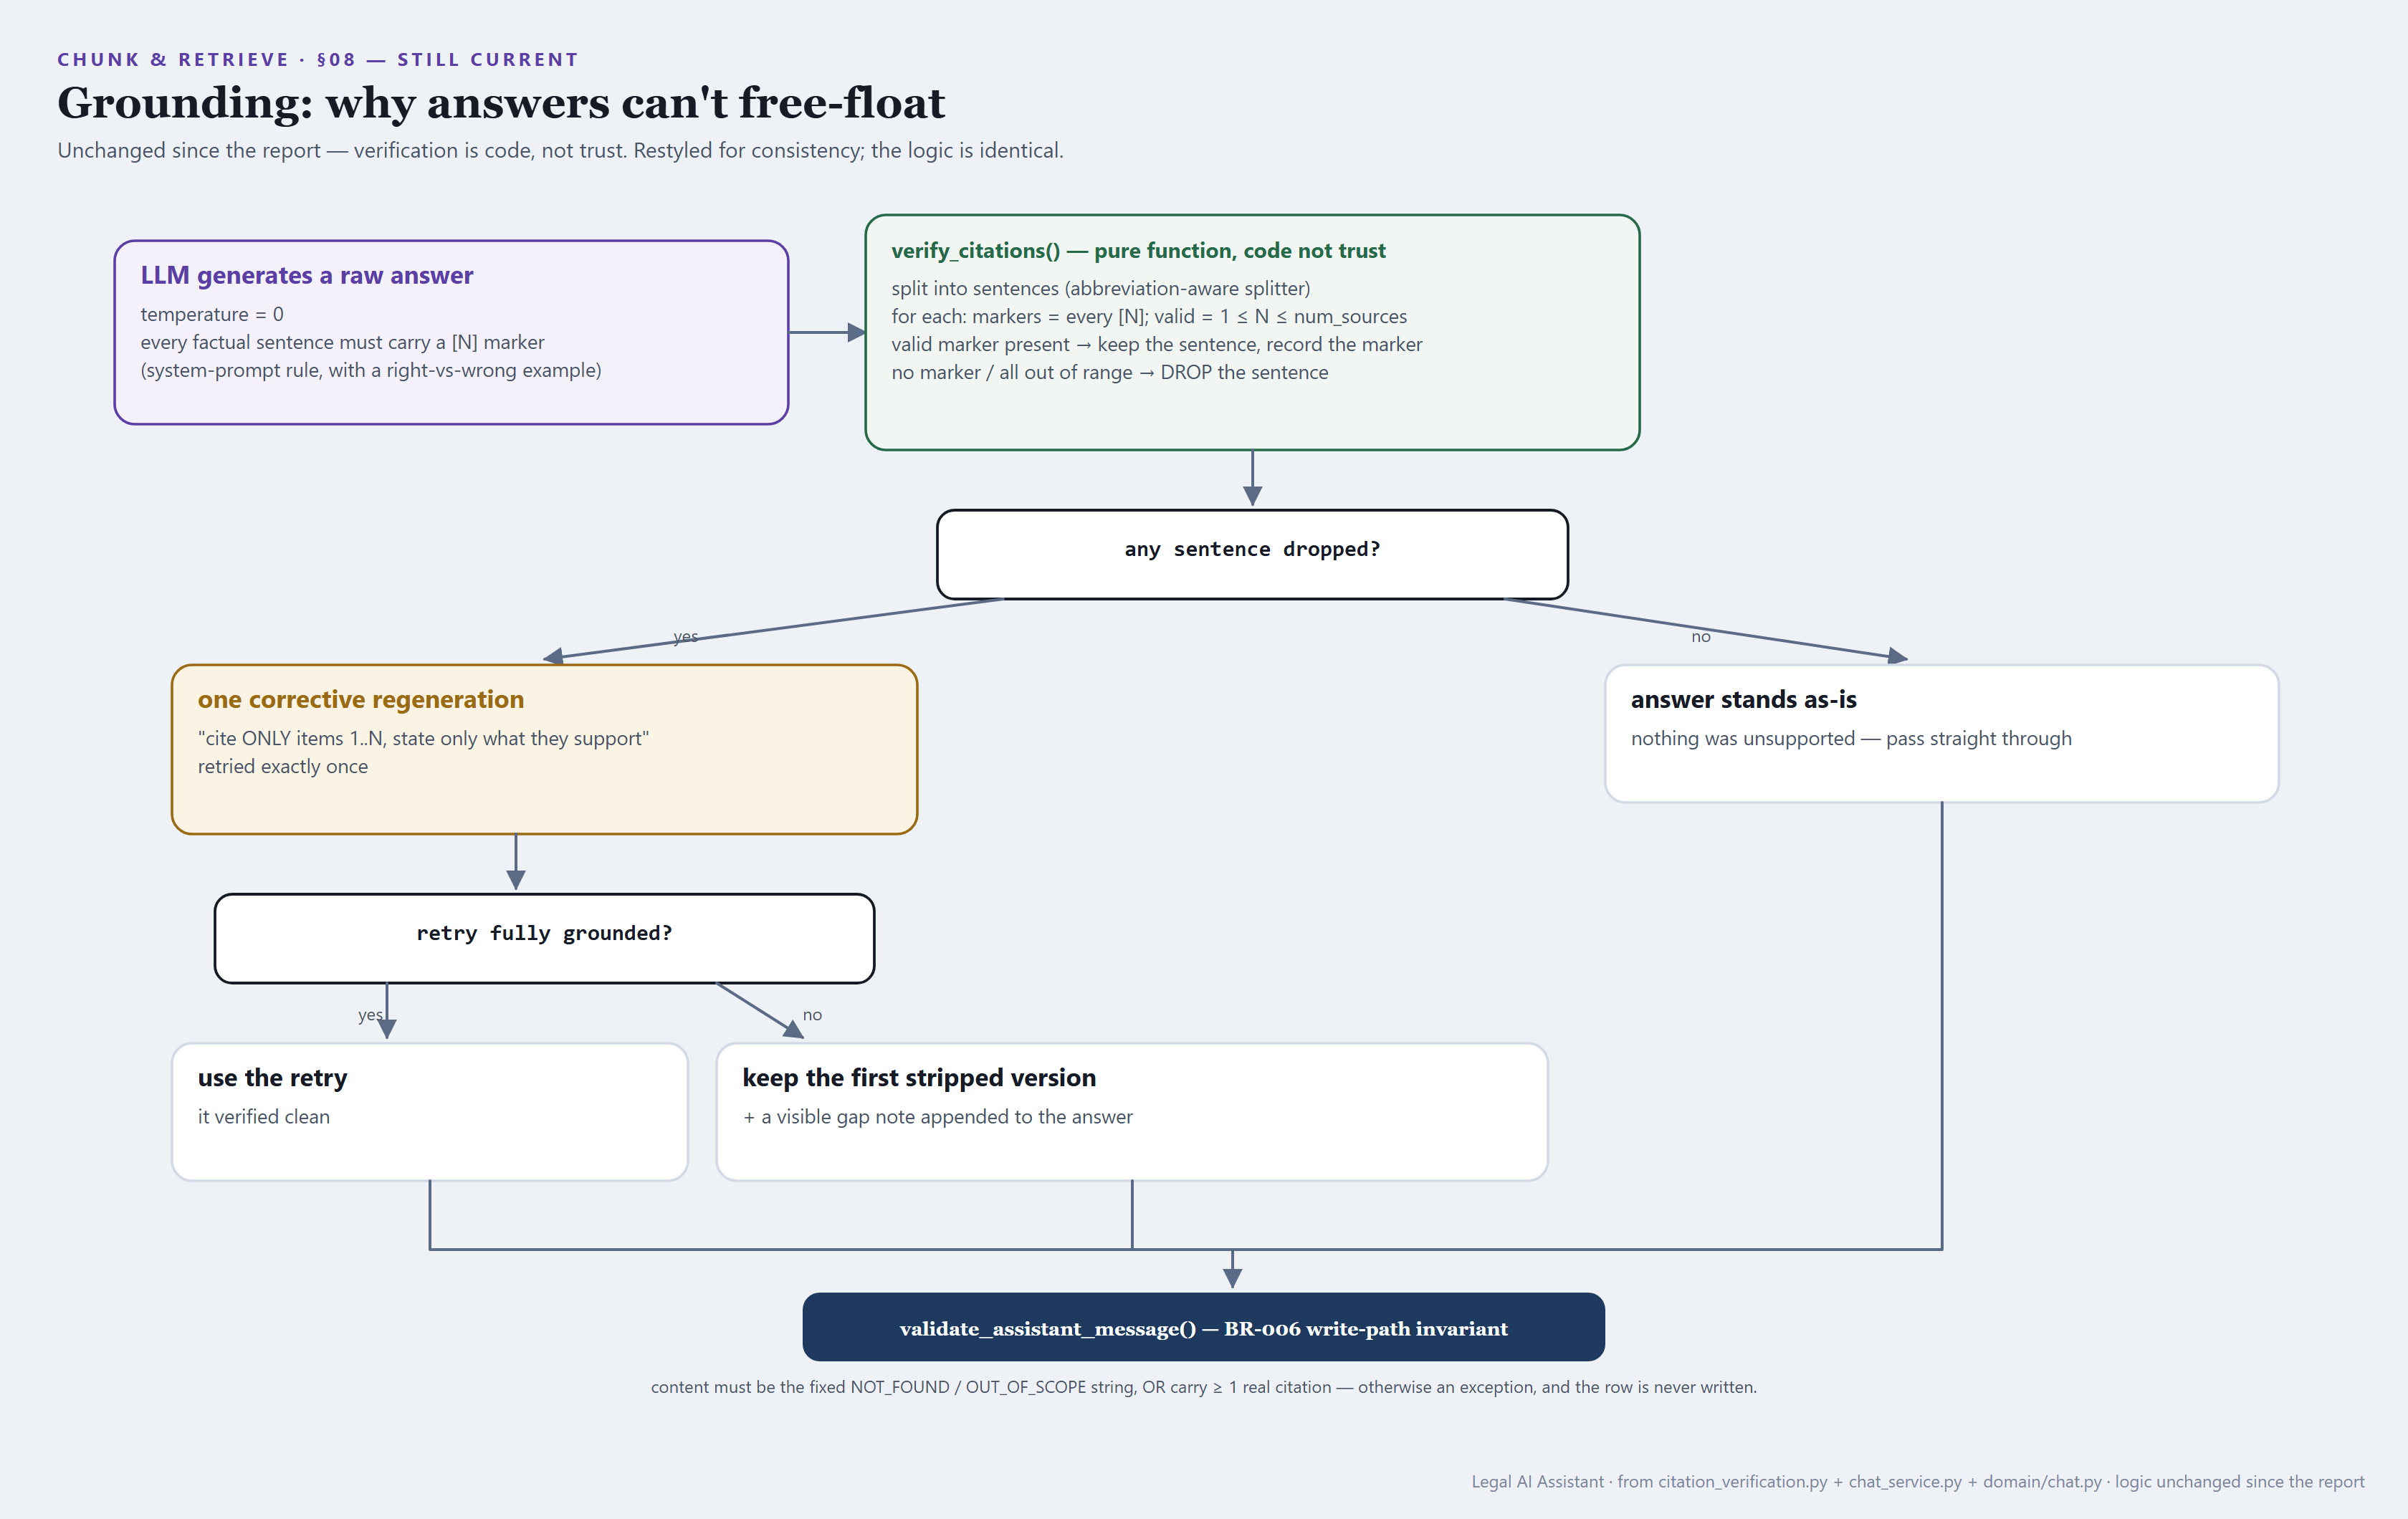 CHUNK & RETRIEVE · §08 — STILL CURRENT
Grounding: why answers can't free-float
Unchanged since the report — verification is code, not trust. Restyled for consistency; the logic is identical.
LLM generates a raw answer
temperature = 0
every factual sentence must carry a [N] marker
(system-prompt rule, with a right-vs-wrong example)
verify_citations() — pure function, code not trust
split into sentences (abbreviation-aware splitter)
for each: markers = every [N]; valid = 1 ≤ N ≤ num_sources
valid marker present → keep the sentence, record the marker
no marker / all out of range → DROP the sentence
any sentence dropped?
yes
no
one corrective regeneration
"cite ONLY items 1..N, state only what they support"
retried exactly once
answer stands as-is
nothing was unsupported — pass straight through
retry fully grounded?
yes
no
use the retry
it verified clean
keep the first stripped version
+ a visible gap note appended to the answer
validate_assistant_message() — BR-006 write-path invariant
content must be the fixed NOT_FOUND / OUT_OF_SCOPE string, OR carry ≥ 1 real citation — otherwise an exception, and the row is never written.
Legal AI Assistant · from citation_verification.py + chat_service.py + domain/chat.py · logic unchanged since the report